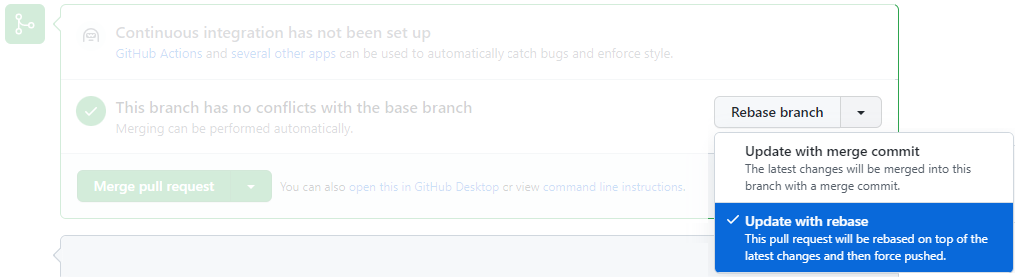 Continuous integration has not been set up
GitHub Actions and several other apps can be used to automatically catch bugs and enforce style.
This branch has no conflicts with the base branch
Merging can be performed automatically.
Rebase branch
Update with merge commit
The latest changes will be merged into this
branch with a merge commit.
Merge pull request
You can also open this in GitHub Desktop or view command line instructions.
Update with rebase
This pull request will be rebased on top of the
latest changes and then force pushed.